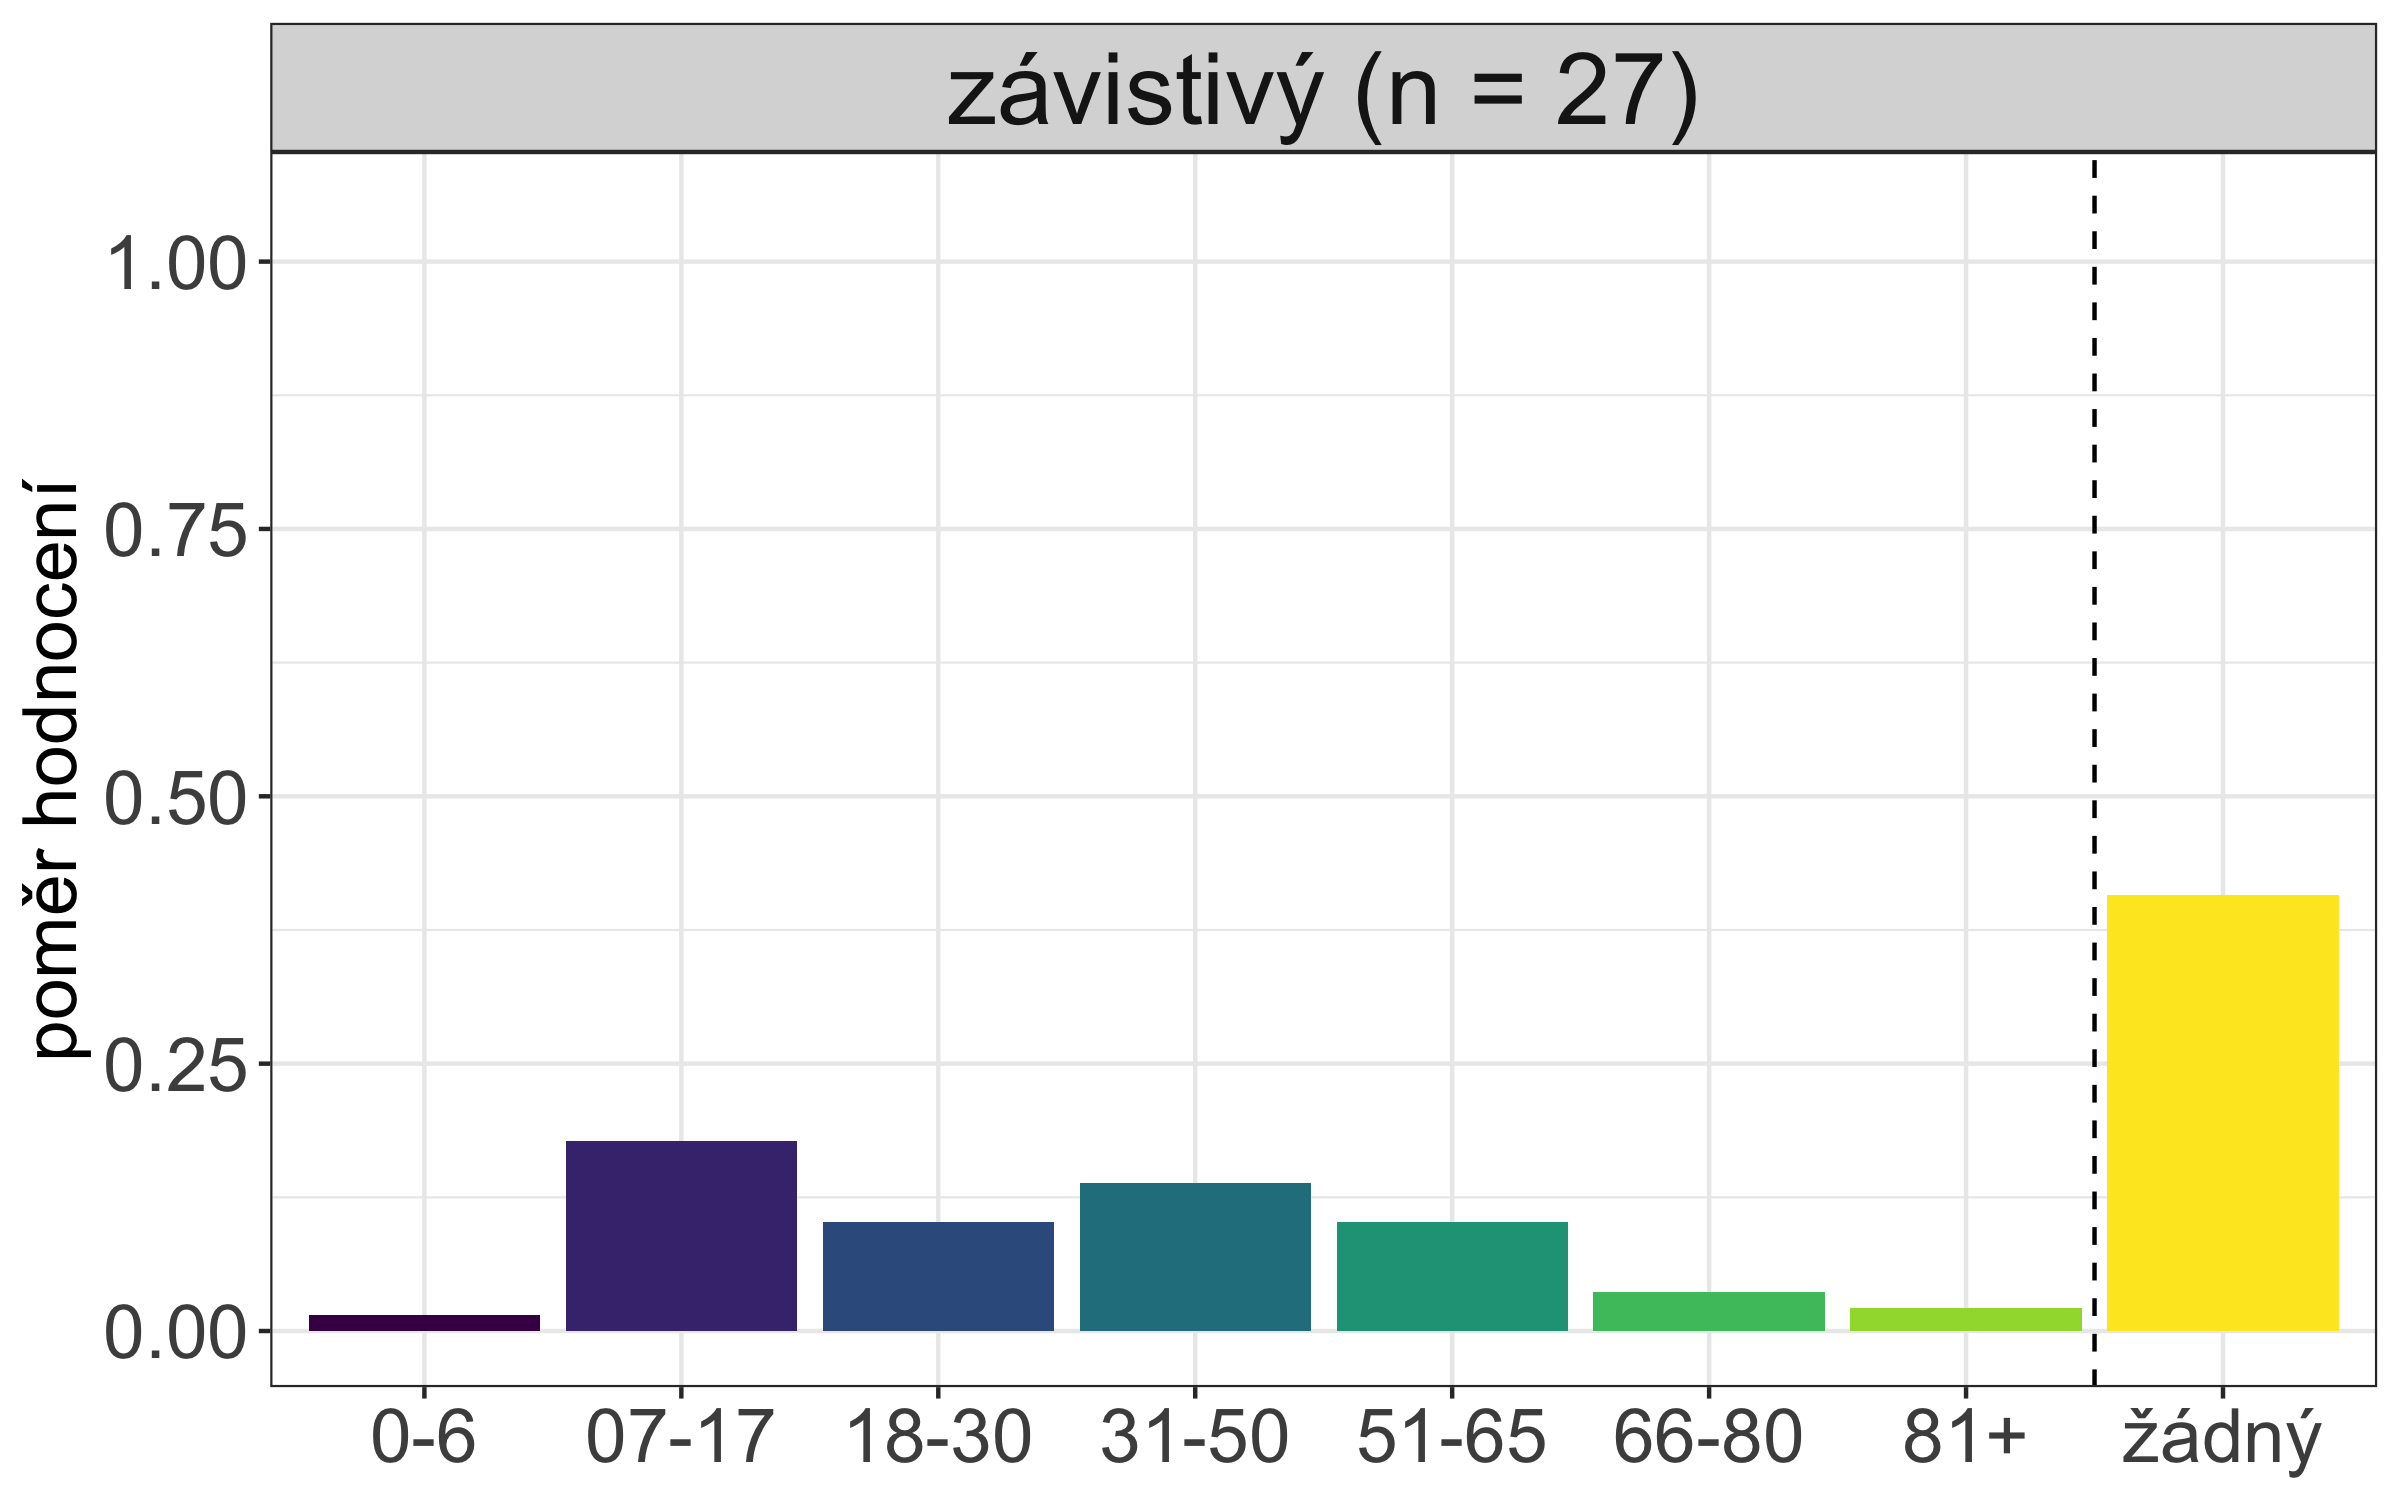 závistivý (n = 27)
poměr hodnocení
1.00
0.75
0.50
0.25
0.00
0-6 07-17 18-30 31-50 51-65 66-80 81+ žádný